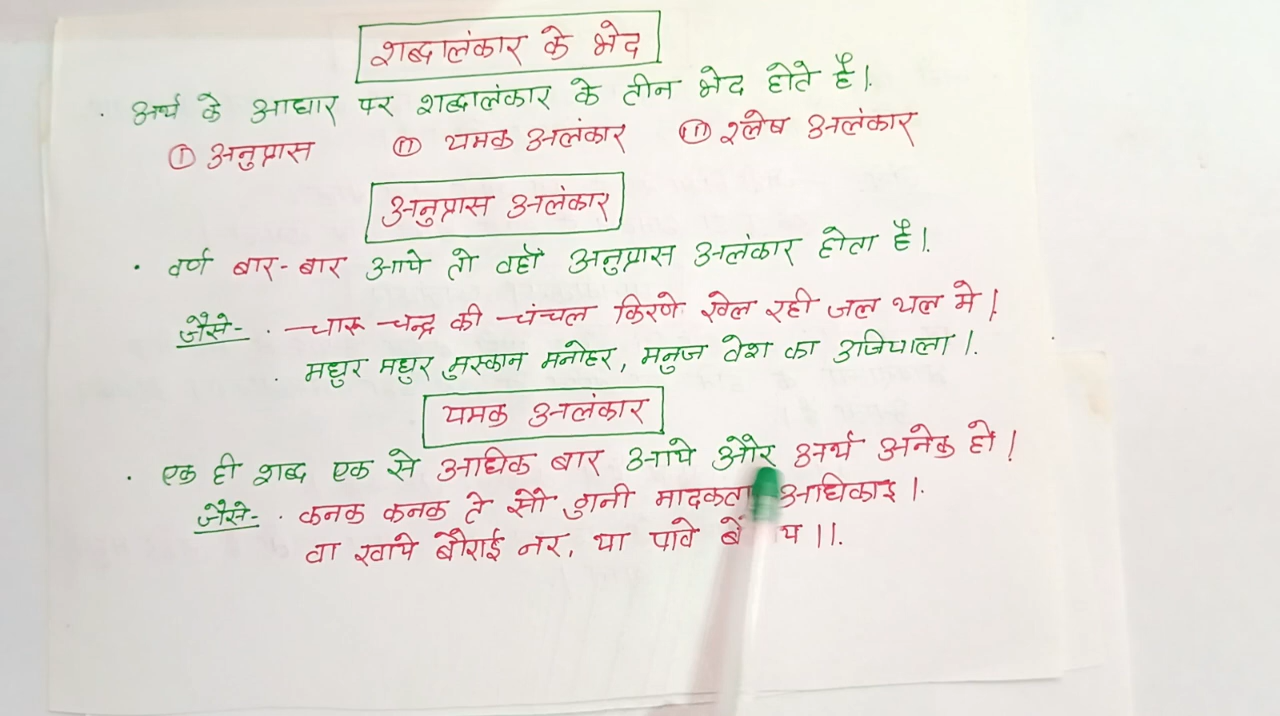 शब्दालंकार के भेद
. अर्थ के आधार पर शब्दालंकार के तीन भेद होते है।
① अनुप्रास ⑪ यमक अलंकार ⑪⑪ श्लेष अलंकार
अनुप्रास अलंकार
. वर्ण बार-बार आये तो वहाँ अनुप्रास अलंकार होता है।
जैसे- . चारू चन्द्र की चंचल किरणे खेल रही जल थल मे।
. मधुर मधुर मुस्कान मनोहर, मनुज वेश का उजियाला।
यमक अलंकार
. एक ही शब्द एक से अधिक बार आये और अर्थ अनेक हो।
जैसे- . कनक कनक ते सौ गुनी मादकता अधिकाइ।
वा खाये बौराई नर, या पावे ॥